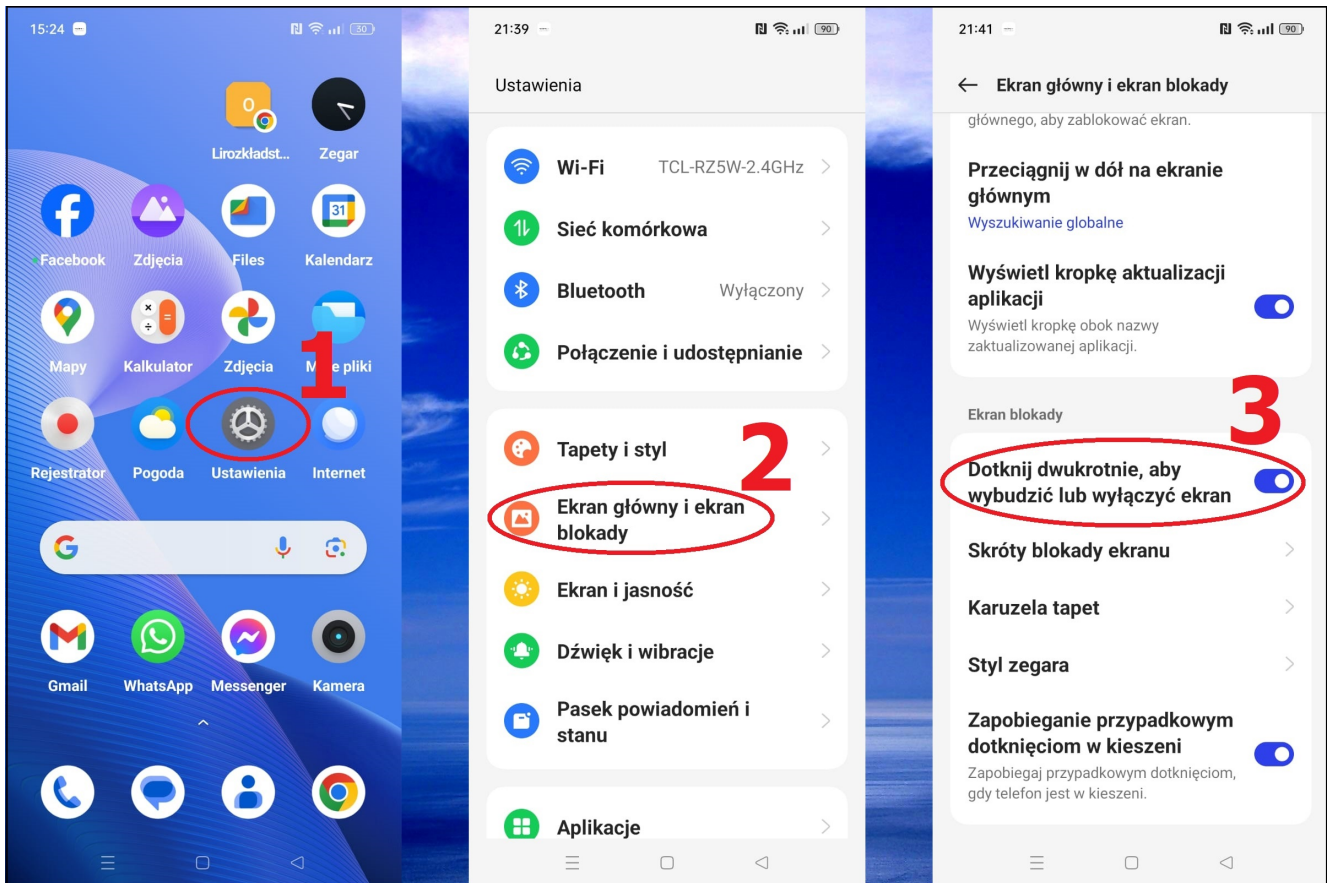 15:24
30
Lirozkładst...
Zegar
31
Facebook
Zdjęcia
Files
Kalendarz
Mapy
Kalkulator
Zdjęcia
pliki
1
Rejestrator
Pogoda
Ustawienia
Internet
G
Gmail
WhatsApp
Messenger
Kamera
21:39
90
Ustawienia
Wi-Fi
TCL-RZ5W-2.4GHz
Sieć komórkowa
Bluetooth
Wyłączony
Połączenie i udostępnianie
Tapety i styl
2
Ekran główny i ekran
blokady
Ekran i jasność
Dźwięk i wibracje
Pasek powiadomień i
stanu
Aplikacje
21:41
90
Ekran główny i ekran blokady
głównego, aby zablokować ekran.
Przeciągnij w dół na ekranie
głównym
Wyszukiwanie globalne
Wyświetl kropkę aktualizacji
aplikacji
Wyświetl kropkę obok nazwy
zaktualizowanej aplikacji.
Ekran blokady
3
Dotknij dwukrotnie, aby
wybudzić lub wyłączyć ekran
Skróty blokady ekranu
Karuzela tapet
Styl zegara
Zapobieganie przypadkowym
dotknięciom w kieszeni
Zapobiegaj przypadkowym dotknięciom,
gdy telefon jest w kieszeni.